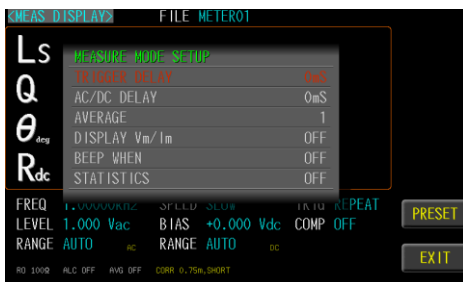 <MEAS DISPLAY> FILE METER01
Ls
Q
θ deg
Rdc
MEASURE MODE SETUP
TRIGGER DELAY 0mS
AC/DC DELAY 0mS
AVERAGE 1
DISPLAY Vm/Im OFF
BEEP WHEN OFF
STATISTICS OFF
FREQ 1.00000KHz SPEED SLOW TRIG REPEAT
LEVEL 1.000 Vac BIAS +0.000 Vdc COMP OFF
RANGE AUTO AC RANGE AUTO DC
RO 100Ω ALC OFF AVG OFF CORR 0.75m,SHORT
PRESET
EXIT